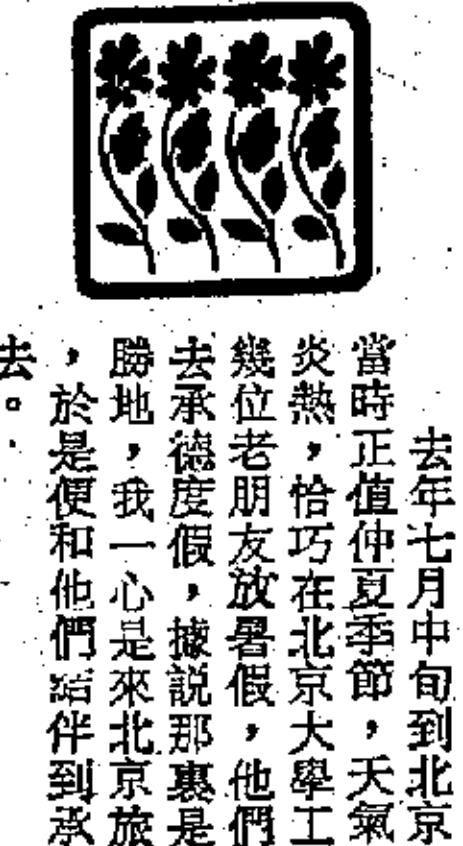 去年七月中旬到北京
當時正值仲夏季節，天氣
炎熱，恰巧在北京大學工
幾位老朋友放暑假，他們
去承德度假，據説那裏是
勝地，我一心是來北京旅
，於是便和他們結伴到承
去。